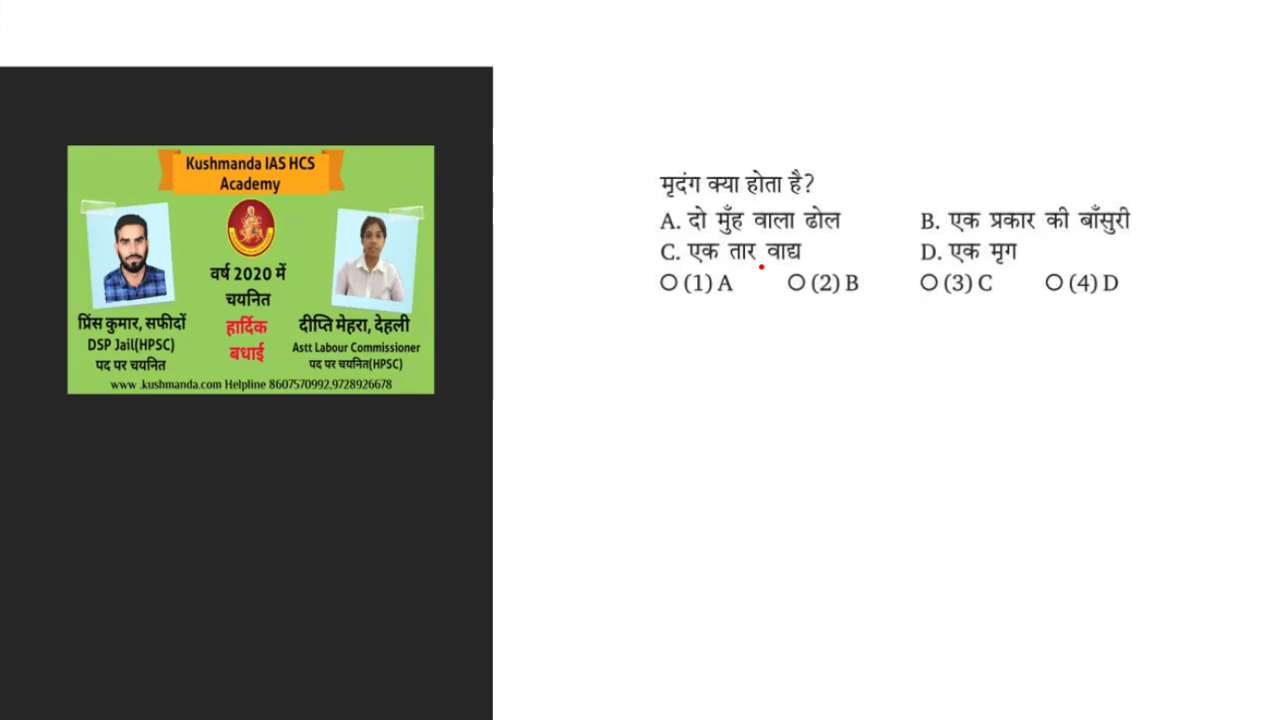 Kushmanda IAS HCS
Academy
वर्ष 2020 में
चयनित
हार्दिक
बधाई
प्रिंस कुमार, सफीदों
DSP Jail(HPSC)
पद पर चयनित
दीप्ति मेहरा, देहली
Astt Labour Commissioner
पद पर चयनित(HPSC)
www .kushmanda.com Helpline 8607570992,9728926678
मृदंग क्या होता है?
A. दो मुँह वाला ढोल B. एक प्रकार की बाँसुरी
C. एक तार वाद्य D. एक मृग
(1) A (2) B (3) C (4) D